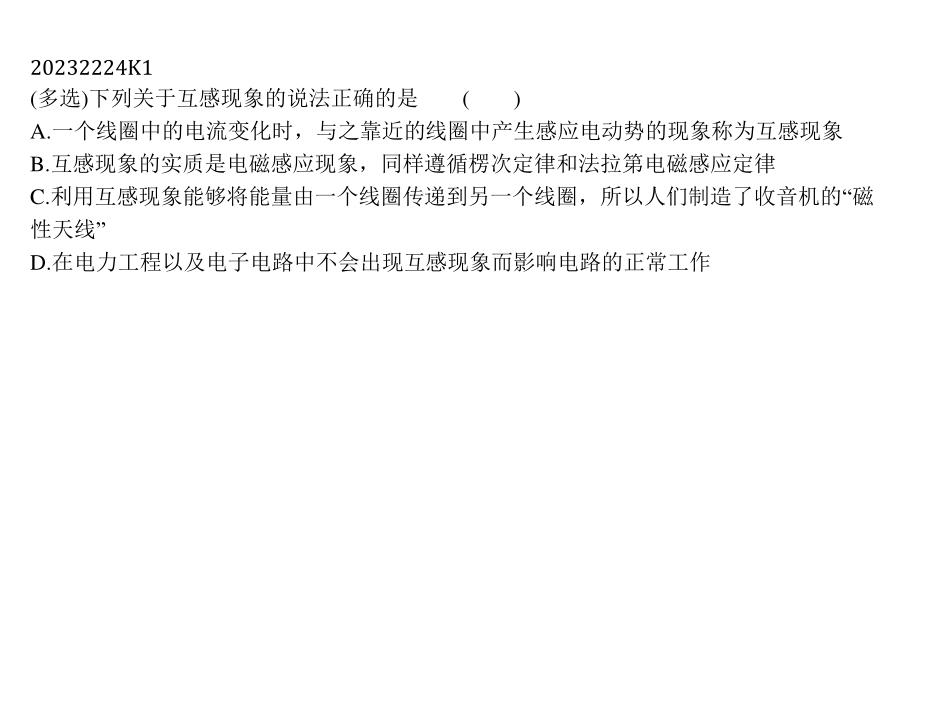 20232224K1
(多选)下列关于互感现象的说法正确的是　　(　　)
A.一个线圈中的电流变化时，与之靠近的线圈中产生感应电动势的现象称为互感现象
B.互感现象的实质是电磁感应现象，同样遵循楞次定律和法拉第电磁感应定律
C.利用互感现象能够将能量由一个线圈传递到另一个线圈，所以人们制造了收音机的“磁
性天线”
D.在电力工程以及电子电路中不会出现互感现象而影响电路的正常工作